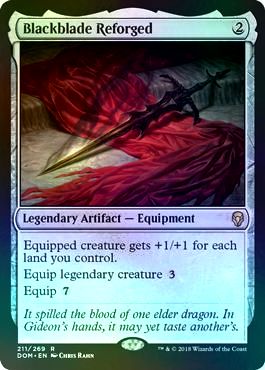 Blackblade Reforged 2
Legendary Artifact — Equipment
Equipped creature gets +1/+1 for each
land you control.
Equip legendary creature 3
Equip 7
It spilled the blood of one elder dragon. In
Gideon's hands, it may yet taste another's.
211/269 R
DOM • EN Chris Rahn
™ & © 2018 Wizards of the Coast